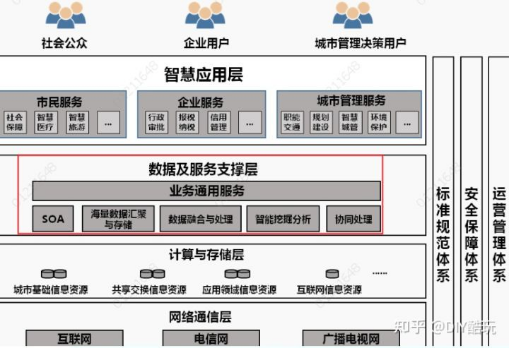 社会公众
企业用户
城市管理决策用户
智慧应用层
市民服务
社会保障
智慧医疗
智慧旅游
...
企业服务
行政审批
报税纳税
信用管理
...
城市管理服务
职能交通
规划建设
智慧城管
环境保护
...
数据及服务支撑层
业务通用服务
SOA
海量数据汇聚与存储
数据融合与处理
智能挖掘分析
协同处理
计算与存储层
城市基础信息资源
共享交换信息资源
应用领域信息资源
互联网信息资源
......
网络通信层
互联网
电信网
广播电视网
标准规范体系
安全保障体系
运营管理体系
知乎 @DIY酷玩